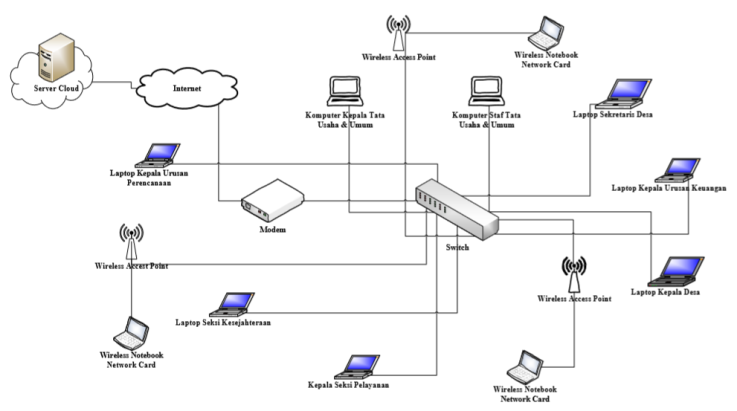 Wireless Access Point
Wireless Notebook
Network Card
Server Cloud
Internet
Komputer Kepala Tata
Usaha & Umum
Komputer Staf Tata
Usaha & Umum
Laptop Sekretaris Desa
Laptop Kepala Urusan
Perencanaan
Laptop Kepala Urusan Keuangan
Modem
Switch
Wireless Access Point
Wireless Access Point
Laptop Kepala Desa
Laptop Seksi Kesejahteraan
Wireless Notebook
Network Card
Kepala Seksi Pelayanan
Wireless Notebook
Network Card